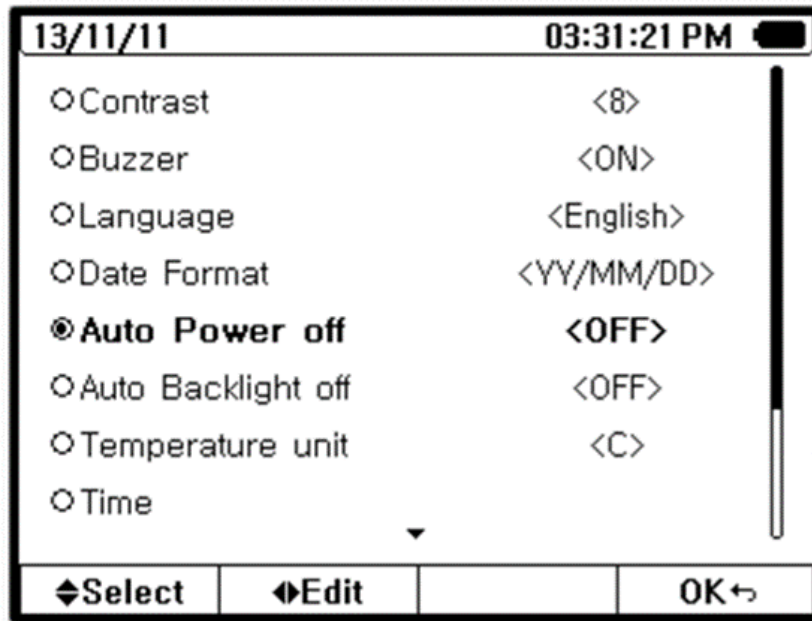 13/11/11 03:31:21 PM
Contrast <8>
Buzzer <ON>
Language <English>
Date Format <YY/MM/DD>
Auto Power off <OFF>
Auto Backlight off <OFF>
Temperature unit <C>
Time
Select Edit OK